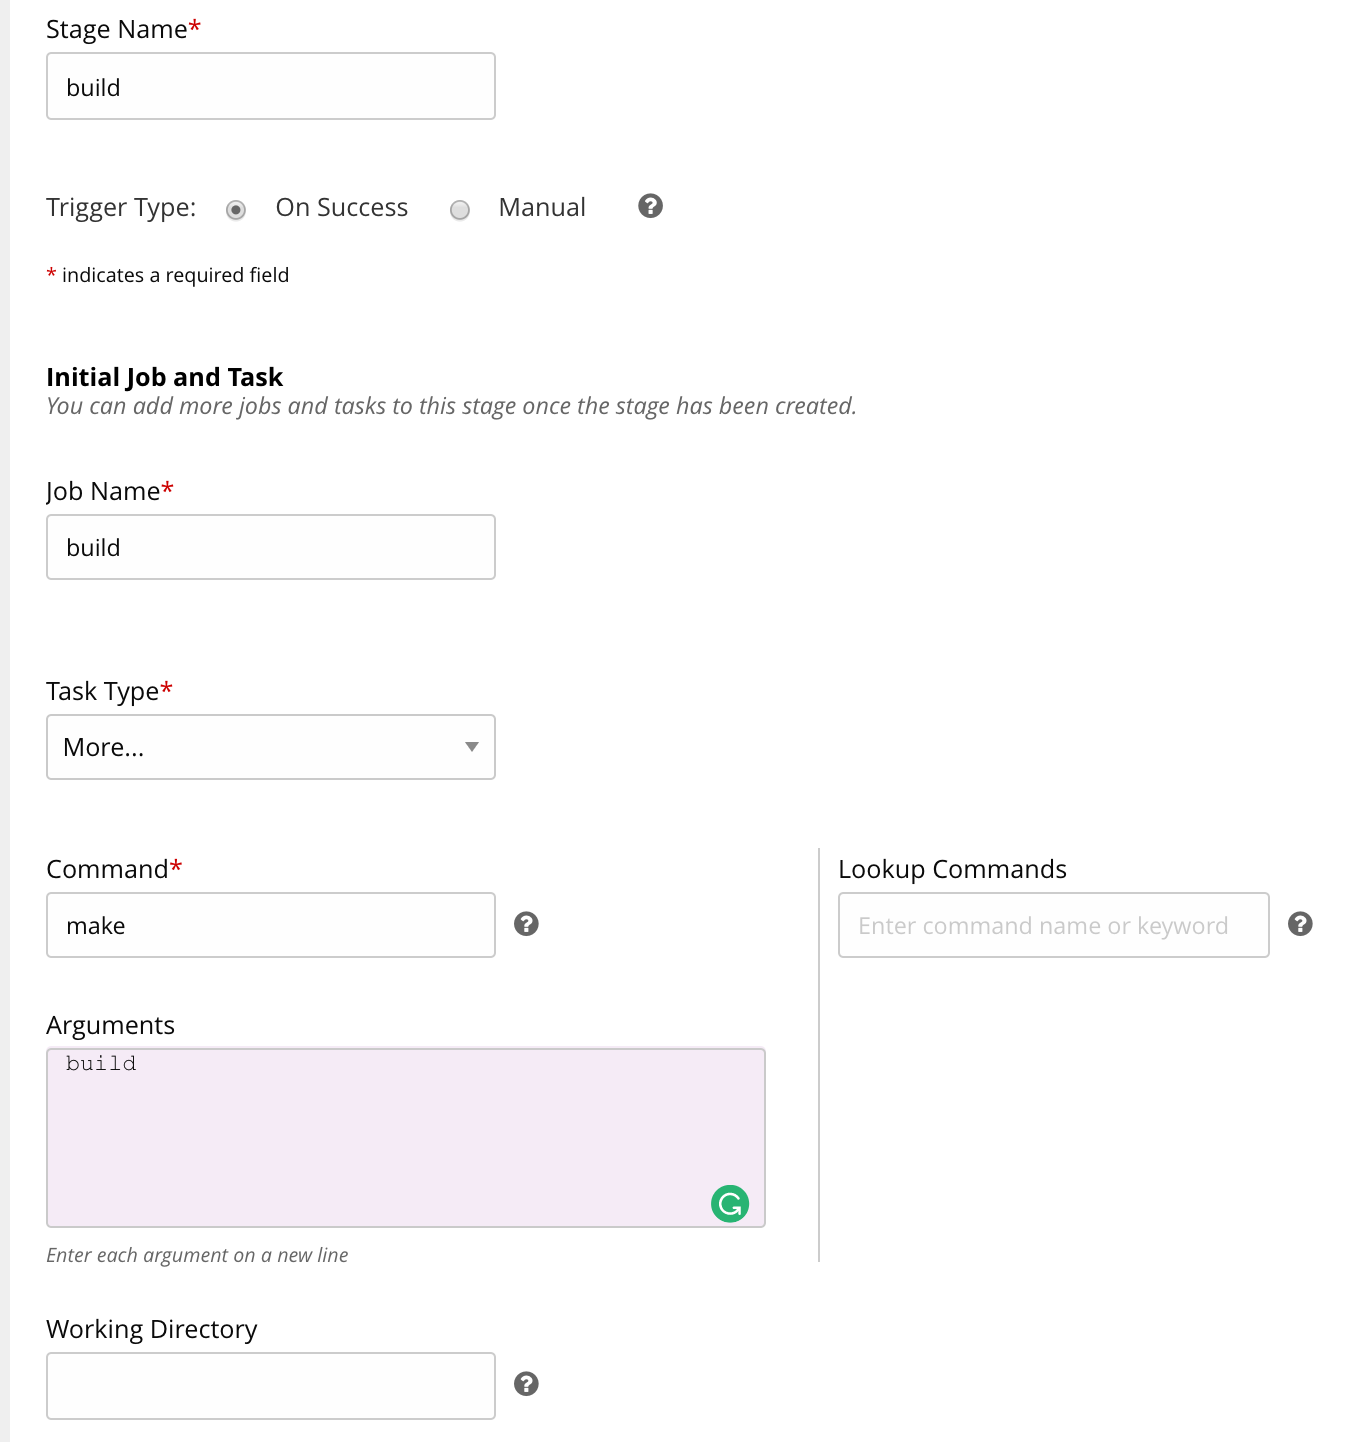 Stage Name*
build
Trigger Type: On Success Manual ?
* indicates a required field
Initial Job and Task
You can add more jobs and tasks to this stage once the stage has been created.
Job Name*
build
Task Type*
More...
Command*
make ?
Lookup Commands
Enter command name or keyword ?
Arguments
build
Enter each argument on a new line
Working Directory
?